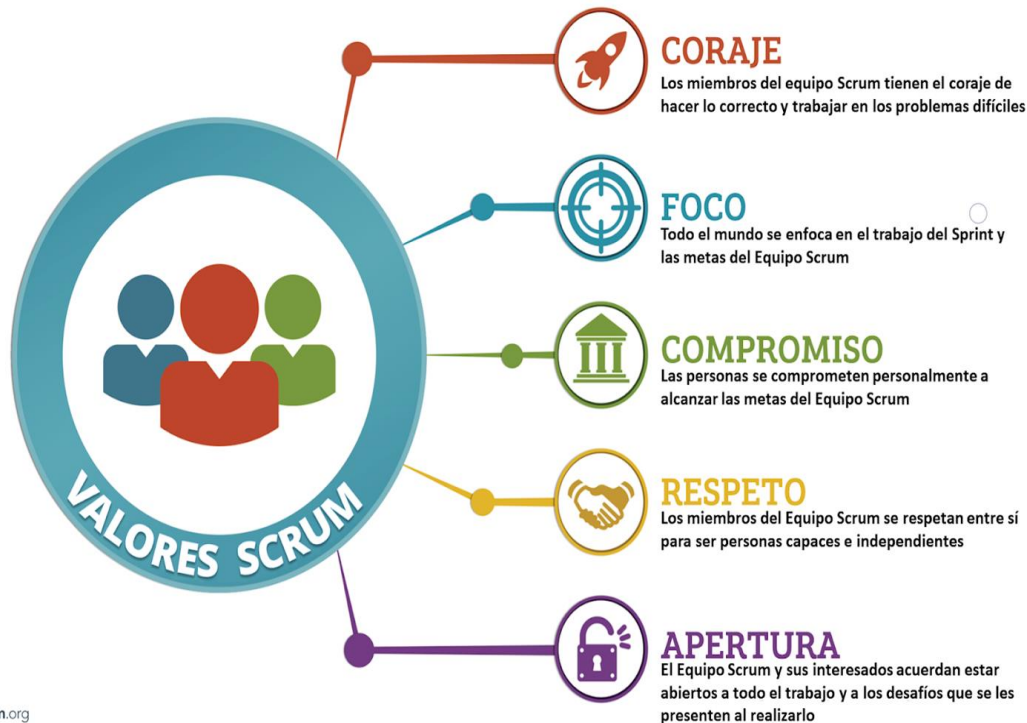 CORAJE
Los miembros del equipo Scrum tienen el coraje de
hacer lo correcto y trabajar en los problemas difíciles
FOCO
Todo el mundo se enfoca en el trabajo del Sprint y
las metas del Equipo Scrum
COMPROMISO
Las personas se comprometen personalmente a
alcanzar las metas del Equipo Scrum
RESPETO
Los miembros del Equipo Scrum se respetan entre sí
para ser personas capaces e independientes
VALORES SCRUM
APERTURA
El Equipo Scrum y sus interesados acuerdan estar
abiertos a todo el trabajo y a los desafíos que se les
presenten al realizarlo
n.org